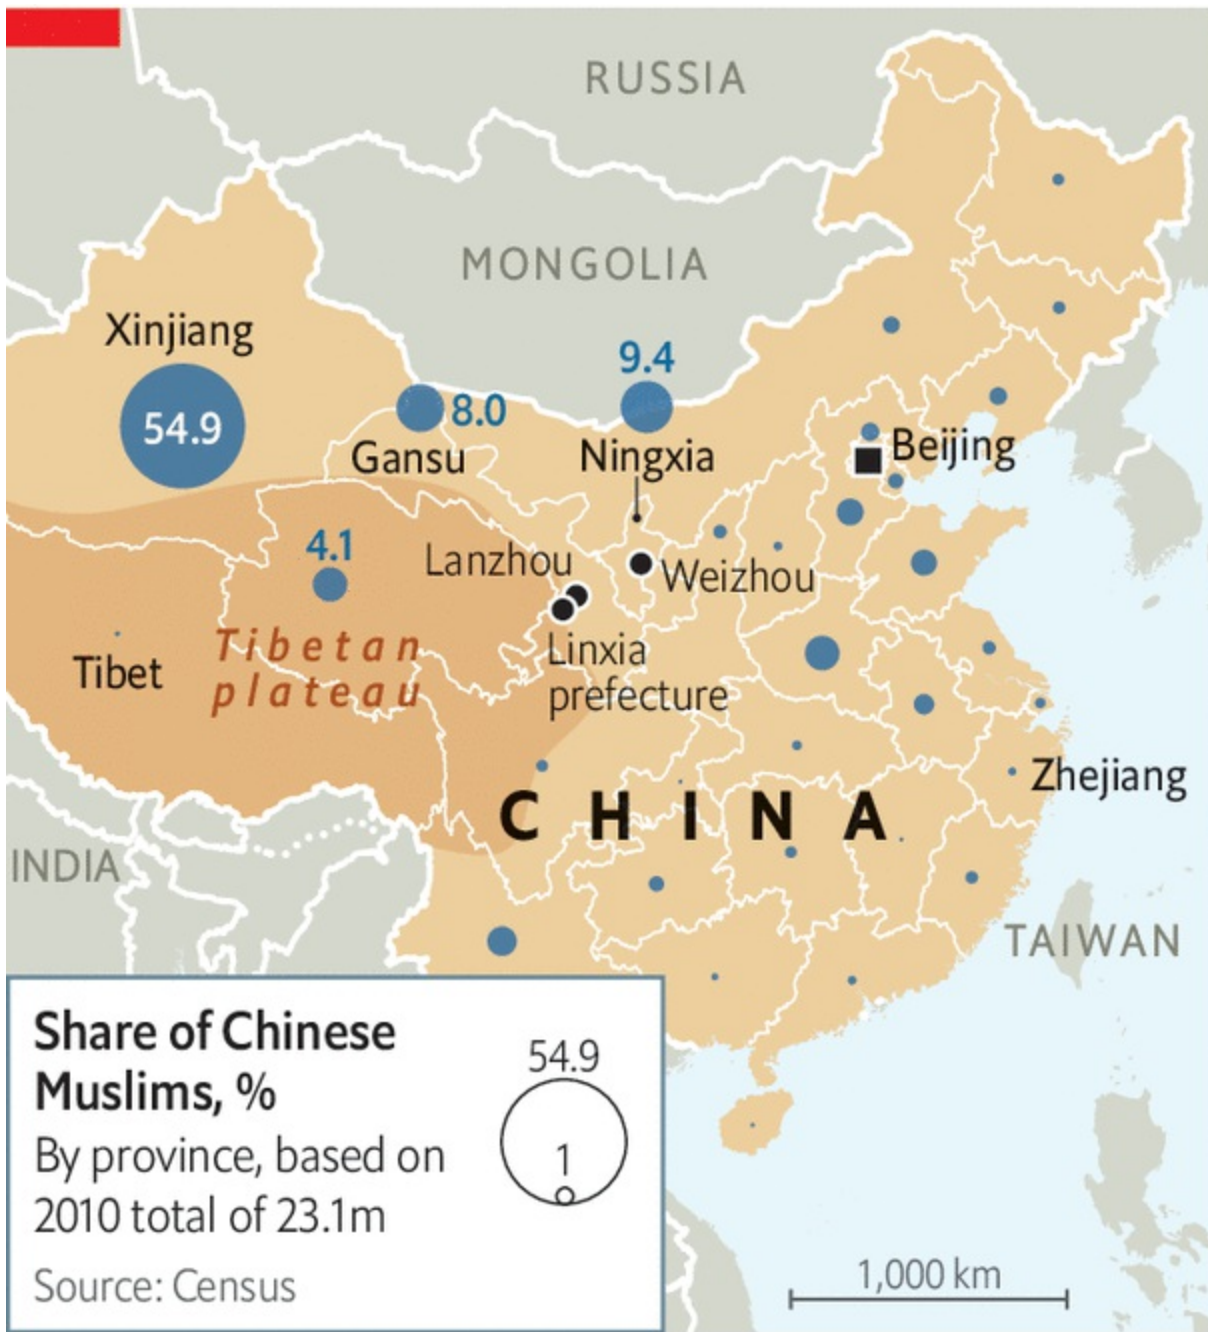 RUSSIA
MONGOLIA
Xinjiang
54.9
8.0
Gansu
9.4
Ningxia
Beijing
4.1
Lanzhou
Weizhou
Tibetan
plateau
Tibet
Linxia
prefecture
Zhejiang
CHINA
INDIA
TAIWAN
Share of Chinese
Muslims, %
By province, based on
2010 total of 23.1m
Source: Census
54.9
1
1,000 km